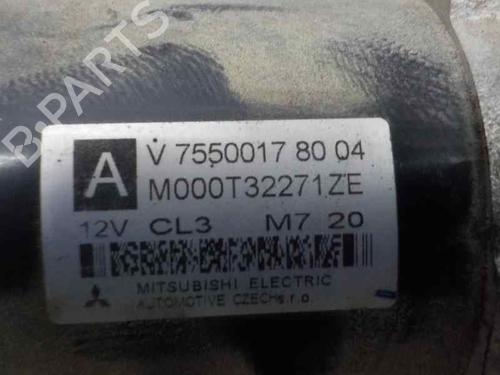 A
V 7550017 80 04
M000T32271ZE
12V CL3 M7 20
MITSUBISHI ELECTRIC
AUTOMOTIVE CZECH s.r.o.
B-PARTS